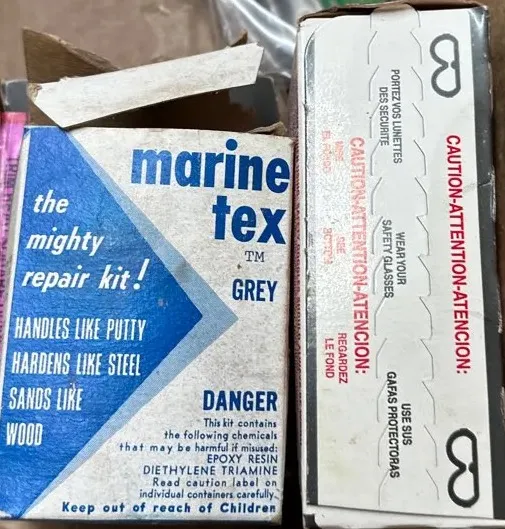 marine
tex
TM
GREY
the
mighty
repair kit!
HANDLES LIKE PUTTY
HARDENS LIKE STEEL
SANDS LIKE
WOOD
DANGER
This kit contains
the following chemicals
that may be harmful if misused:
EPOXY RESIN
DIETHYLENE TRIAMINE
Read caution label on
individual containers carefully.
Keep out of reach of Children
CAUTION-ATTENTION-ATENCION:
PORTEZ VOS LUNETTES
DES SECURITE
WEAR YOUR
SAFETY GLASSES
USE SUS
GAFAS PROTECTORAS
CAUTION-ATTENTION-ATENCION:
REGARDEZ
LE FOND